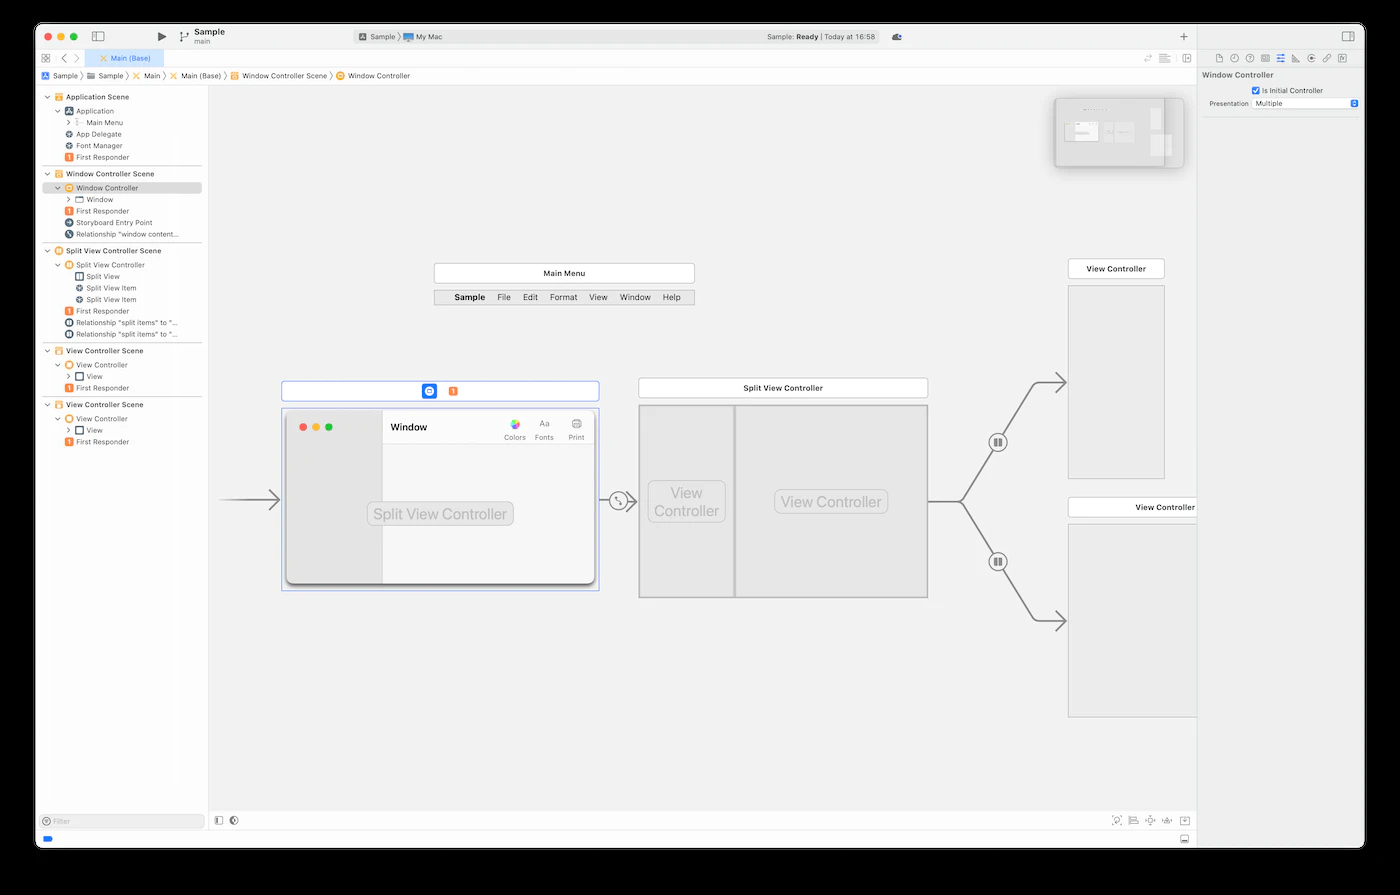 Sample
main
Sample
My Mac
Sample: Ready | Today at 16:58
Main (Base)
Sample
Sample
Main
Main (Base)
Window Controller Scene
Window Controller
Application Scene
Application
Main Menu
App Delegate
Font Manager
1 First Responder
Window Controller Scene
Window Controller
Window
1 First Responder
Storyboard Entry Point
Relationship "window content...
Split View Controller Scene
Split View Controller
Split View
Split View Item
Split View Item
1 First Responder
Relationship "split items" to "...
Relationship "split items" to "...
View Controller Scene
View Controller
View
1 First Responder
View Controller Scene
View Controller
View
1 First Responder
Filter
Main Menu
Sample File Edit Format View Window Help
1
Window
Aa
Colors Fonts Print
Split View Controller
Split View Controller
View
Controller
View Controller
View Controller
View Controller
Window Controller
Is Initial Controller
Presentation Multiple